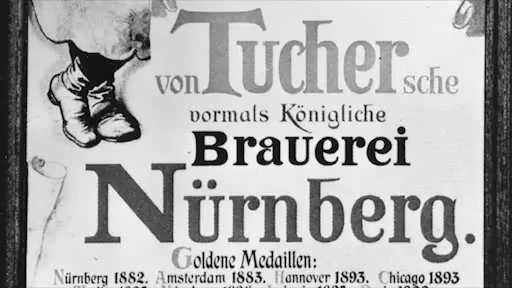 von Tucher sche
vormals Königliche
Brauerei
Nürnberg.
Goldene Medaillen:
Nürnberg 1882. Amsterdam 1883. Hannover 1893. Chicago 1893